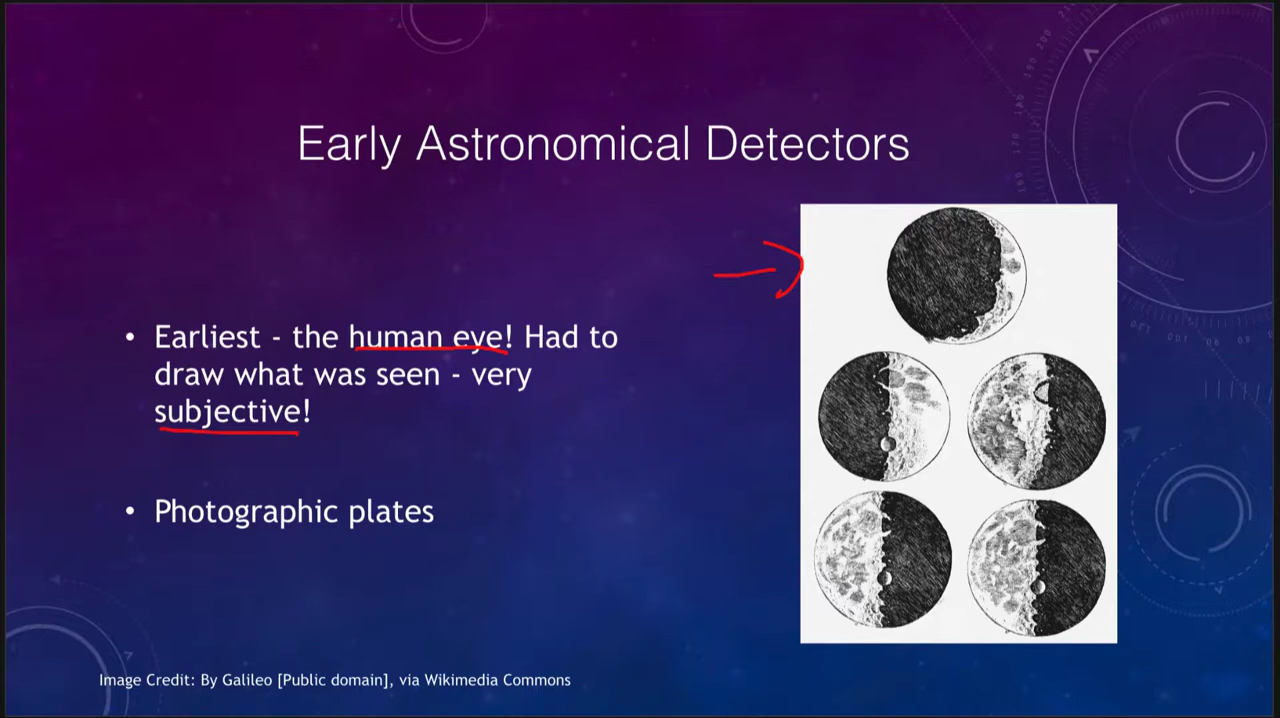 Early Astronomical Detectors
• Earliest - the human eye! Had to
draw what was seen - very
subjective!
• Photographic plates
Image Credit: By Galileo [Public domain], via Wikimedia Commons